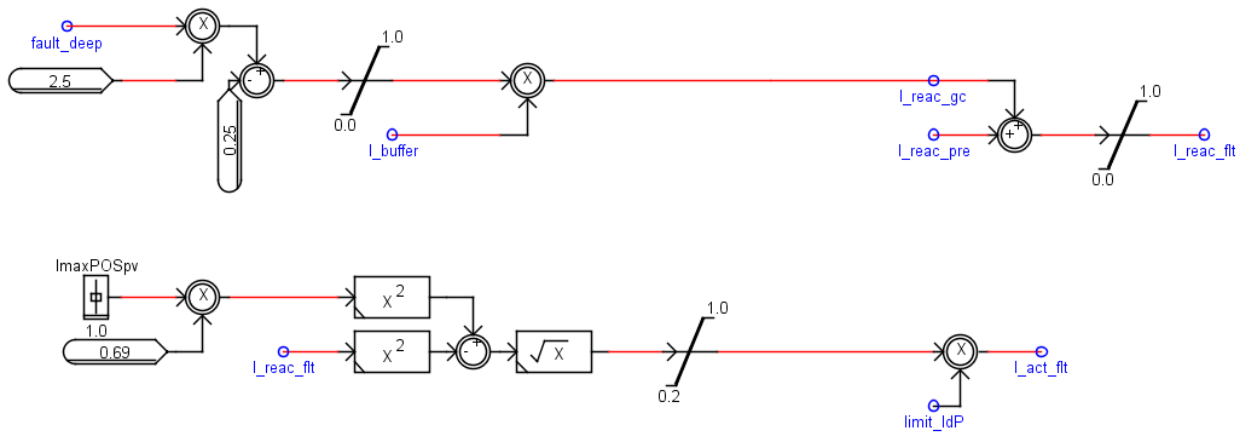 1.0
X
fault_deep
+
2.5
-
X
I_reac_gc
1.0
0.25
0.0
I_buffer
+
+
I_reac_pre
I_reac_flt
0.0
ImaxPOSpv
X
X 2
1.0
1.0
+
0.69
X 2
-
√X
X
I_reac_flt
I_act_flt
0.2
limit_IdP